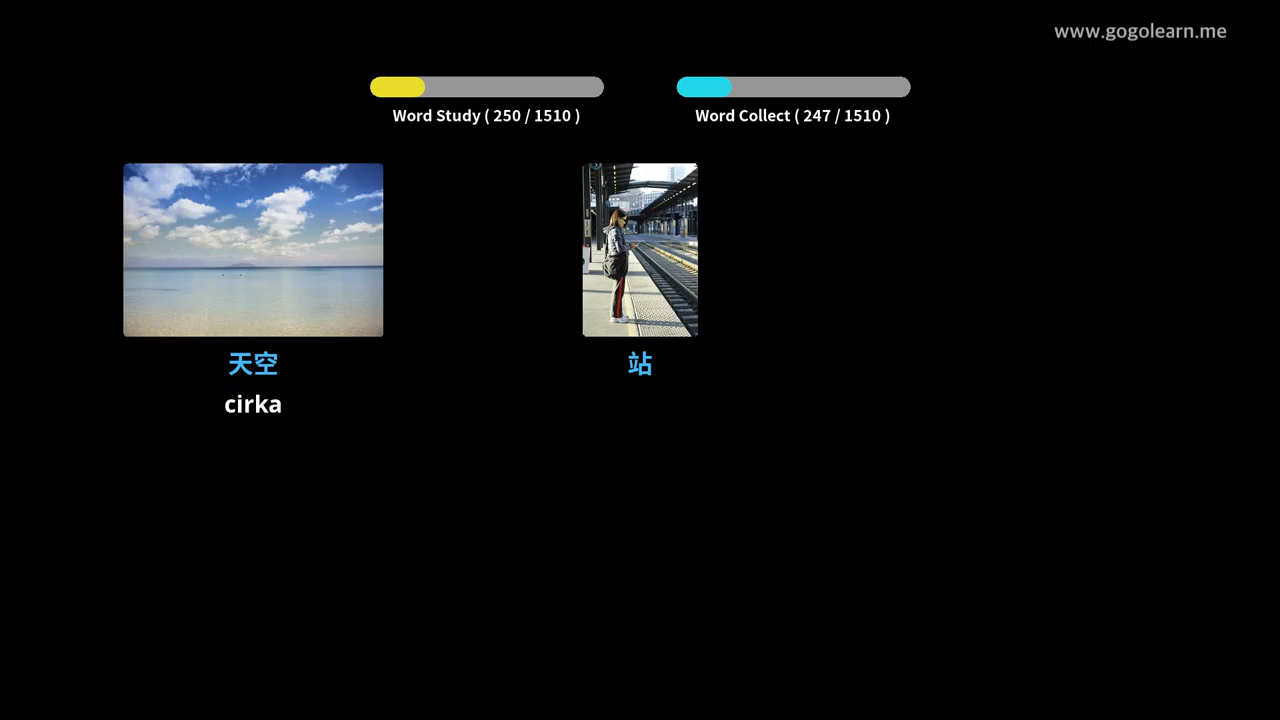 www.gogolearn.me
Word Study ( 250 / 1510 )
Word Collect ( 247 / 1510 )
天空
cirka
站